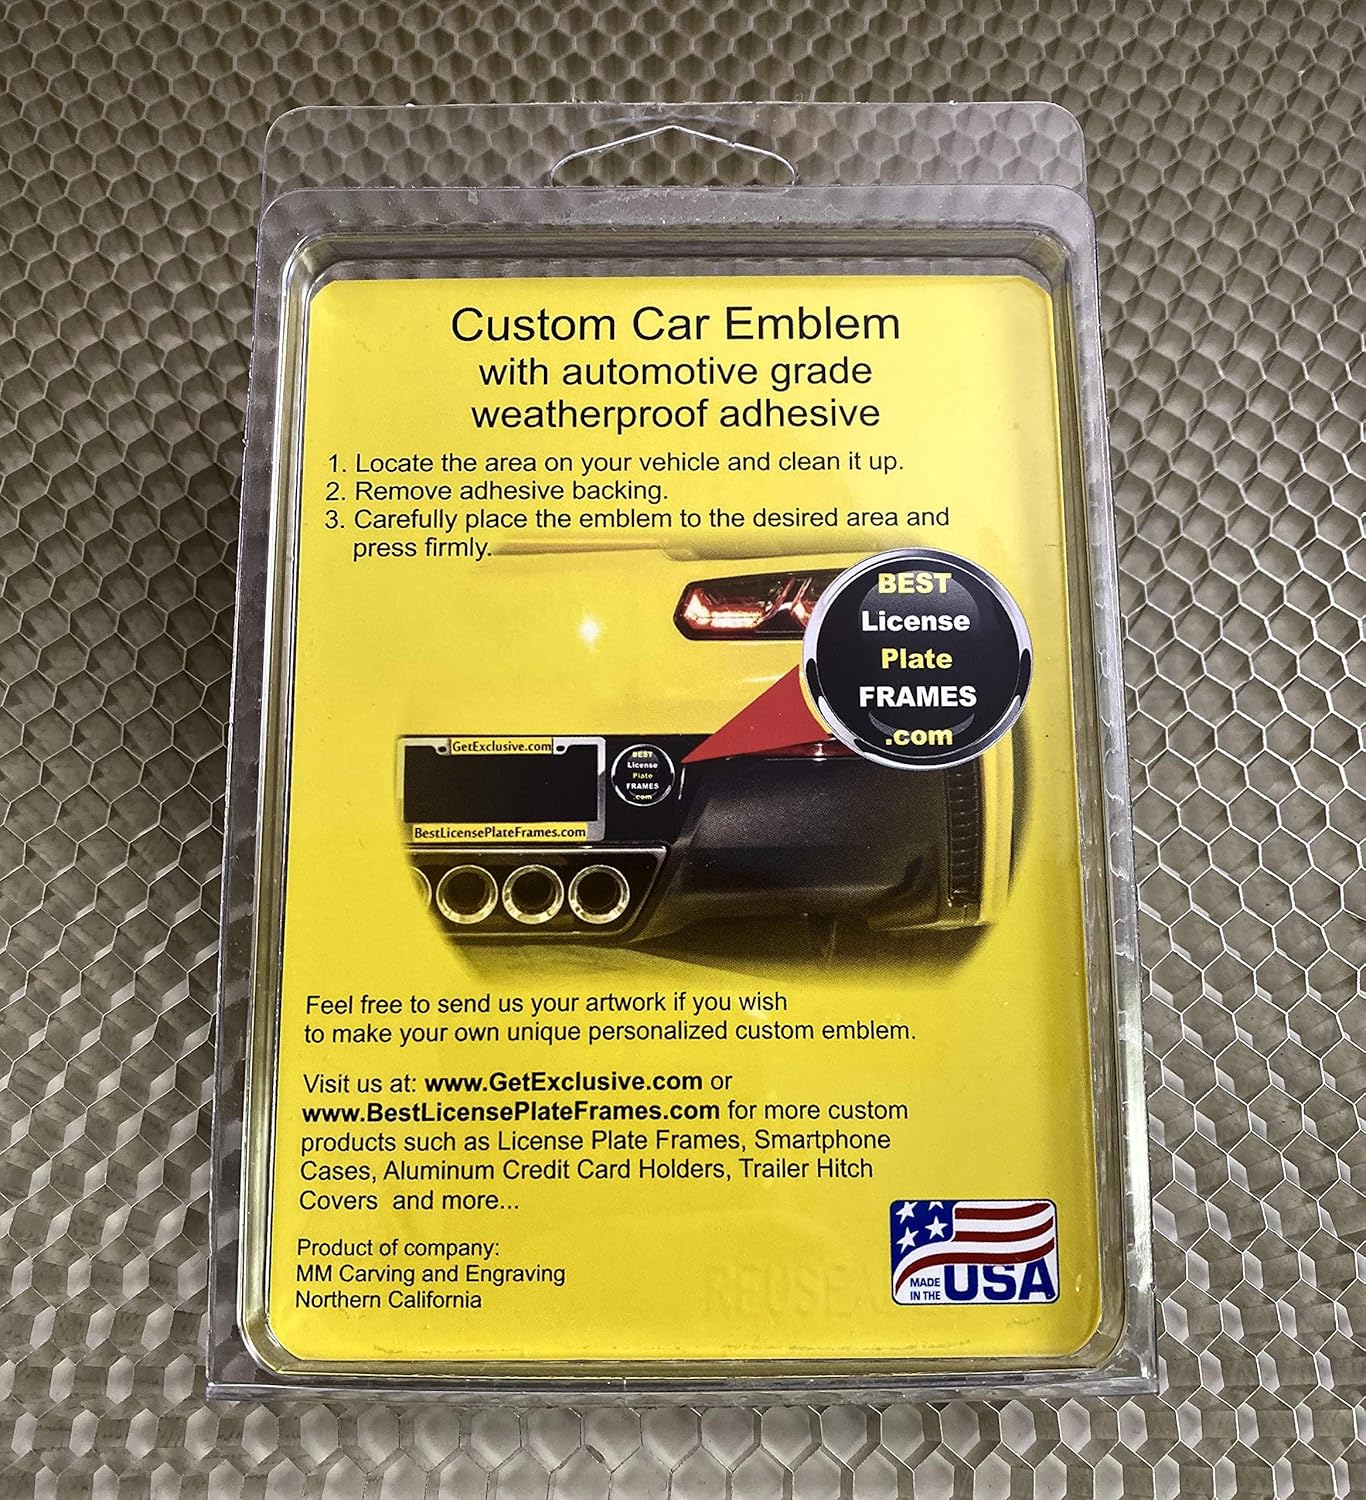 Custom Car Emblem
with automotive grade
weatherproof adhesive
1. Locate the area on your vehicle and clean it up.
2. Remove adhesive backing.
3. Carefully place the emblem to the desired area and
press firmly.
BEST
License
Plate
FRAMES
.com
GetExclusive.com
BEST
License
Plate
FRAMES
.com
BestLicensePlateFrames.com
Feel free to send us your artwork if you wish
to make your own unique personalized custom emblem.
Visit us at: www.GetExclusive.com or
www.BestLicensePlateFrames.com for more custom
products such as License Plate Frames, Smartphone
Cases, Aluminum Credit Card Holders, Trailer Hitch
Covers and more...
Product of company:
MM Carving and Engraving
Northern California
MADE
IN THE USA